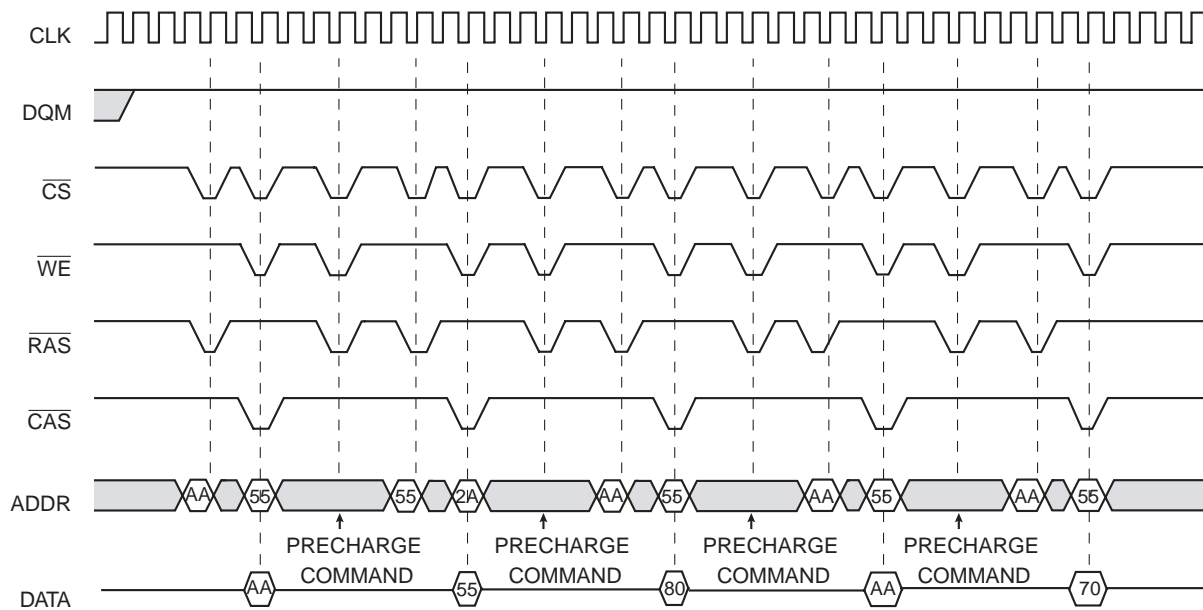 CLK
DQM
CS
WE
RAS
CAS
ADDR AA 55 55 2A AA 55 AA 55 AA 55
PRECHARGE COMMAND PRECHARGE COMMAND PRECHARGE COMMAND PRECHARGE COMMAND
DATA AA 55 80 AA 70